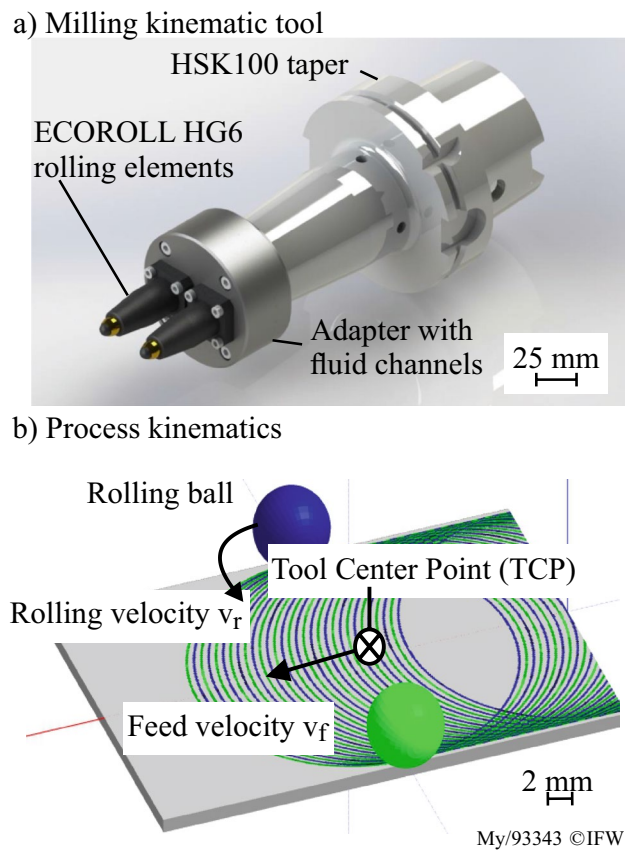 a) Milling kinematic tool
HSK100 taper
ECOROLL HG6
rolling elements
Adapter with
fluid channels
25 mm
b) Process kinematics
Rolling ball
Tool Center Point (TCP)
Rolling velocity vᵣ
Feed velocity v_f
2 mm
My/93343 ©IFW